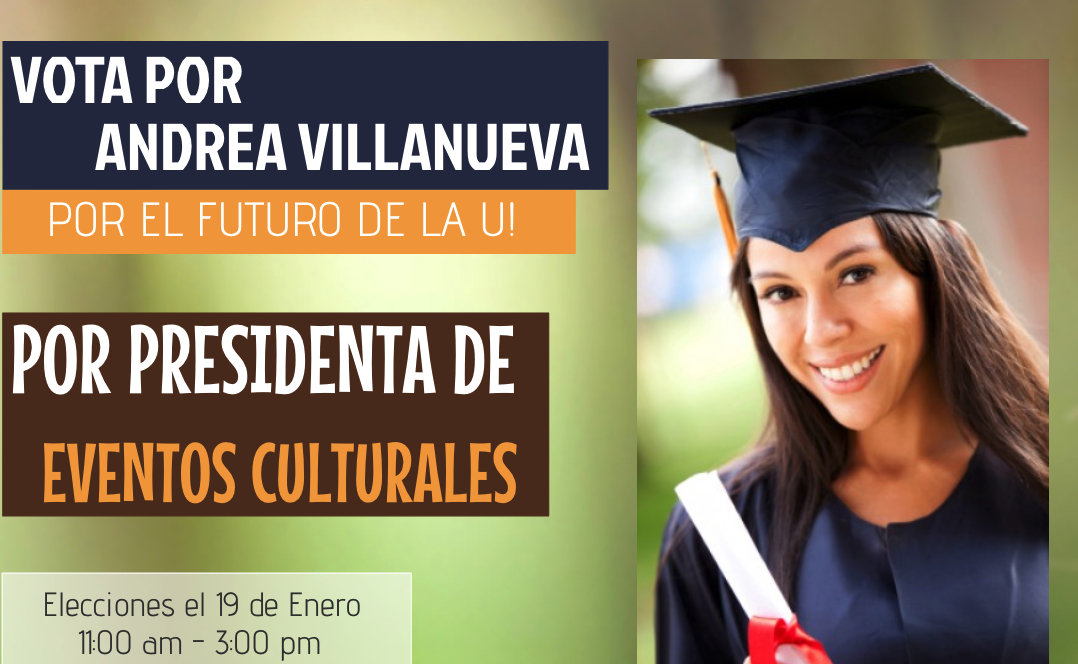 VOTA POR
ANDREA VILLANUEVA
POR EL FUTURO DE LA U!
POR PRESIDENTA DE
EVENTOS CULTURALES
Elecciones el 19 de Enero
11:00 am - 3:00 pm